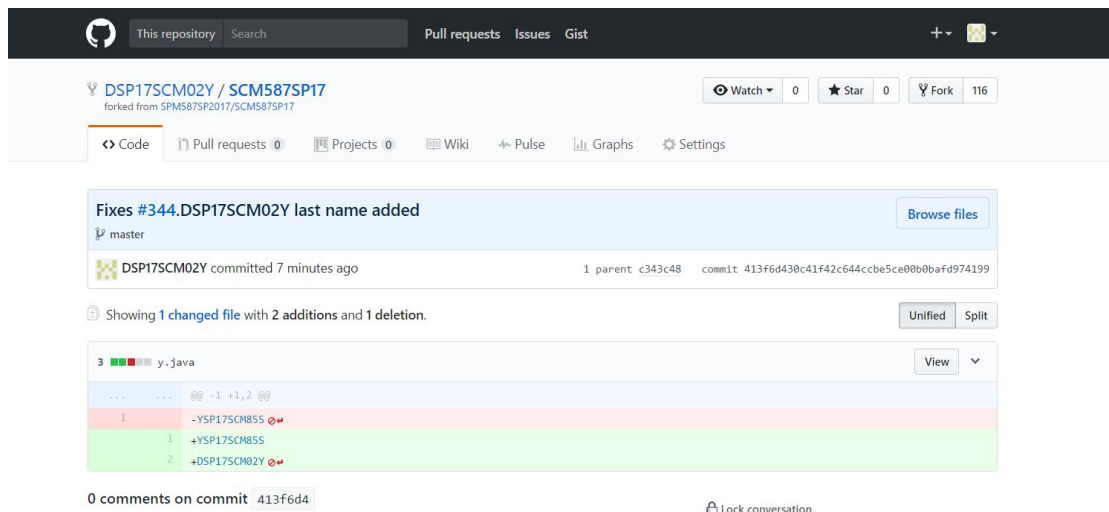 This repository Search Pull requests Issues Gist
DSP17SCM02Y / SCM587SP17 Watch 0 Star 0 Fork 116
forked from SPM587SP2017/SCM587SP17
Code Pull requests 0 Projects 0 Wiki Pulse Graphs Settings
Fixes #344.DSP17SCM02Y last name added Browse files
master
DSP17SCM02Y committed 7 minutes ago 1 parent c343c48 commit 413f6d430c41f42c644ccbe5ce00b0bafd974199
Showing 1 changed file with 2 additions and 1 deletion. Unified Split
3 y.java View
... ... @@ -1 +1,2 @@
1 -YSP17SCM85S
1 +YSP17SCM85S
2 +DSP17SCM02Y
0 comments on commit 413f6d4 Lock conversation